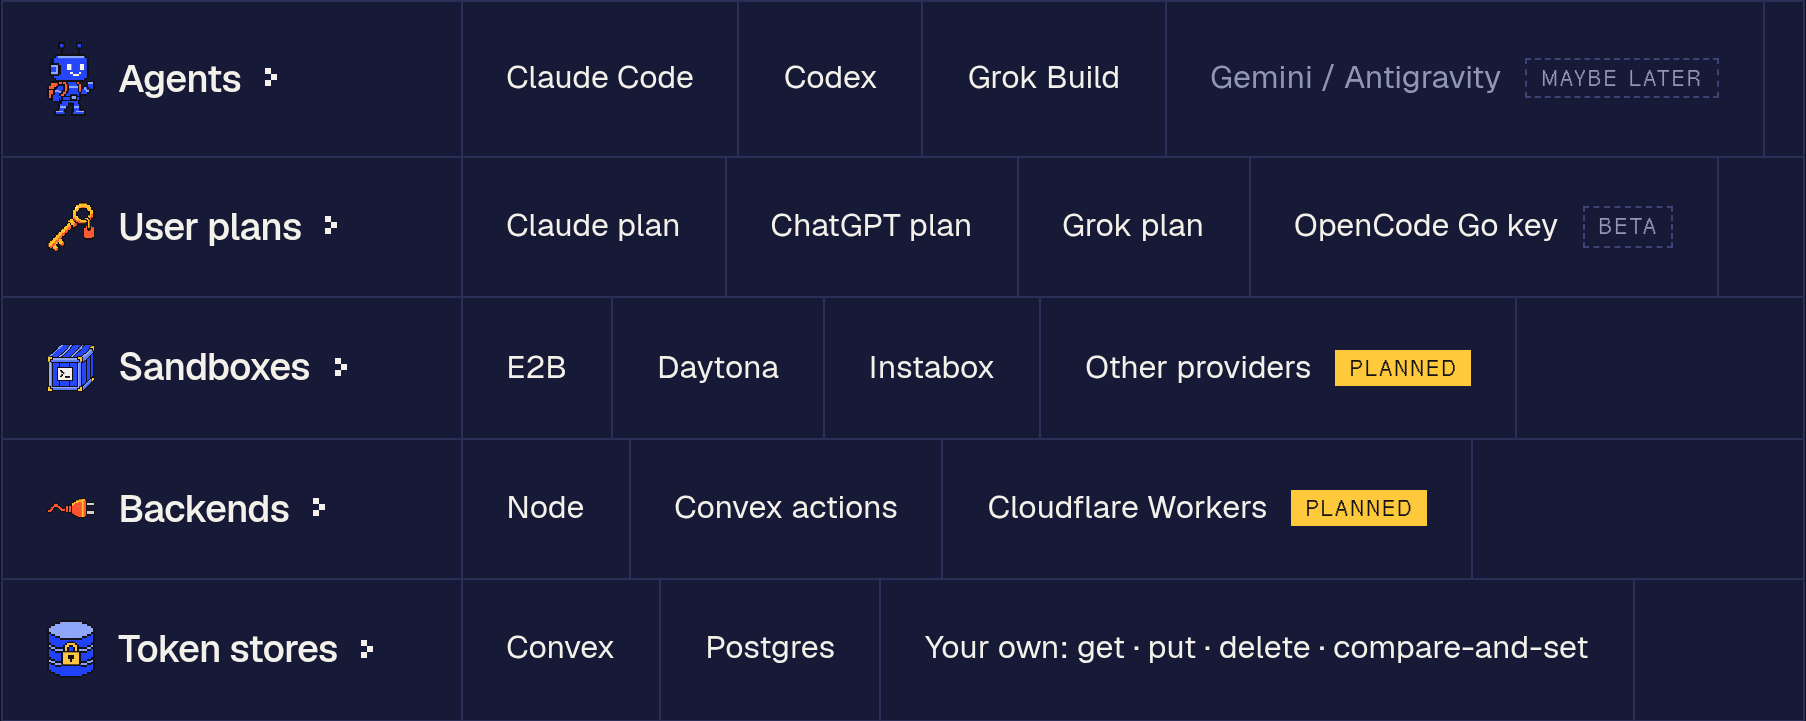 Agents Claude Code Codex Grok Build Gemini / Antigravity MAYBE LATER
User plans Claude plan ChatGPT plan Grok plan OpenCode Go key BETA
Sandboxes E2B Daytona Instabox Other providers PLANNED
Backends Node Convex actions Cloudflare Workers PLANNED
Token stores Convex Postgres Your own: get · put · delete · compare-and-set